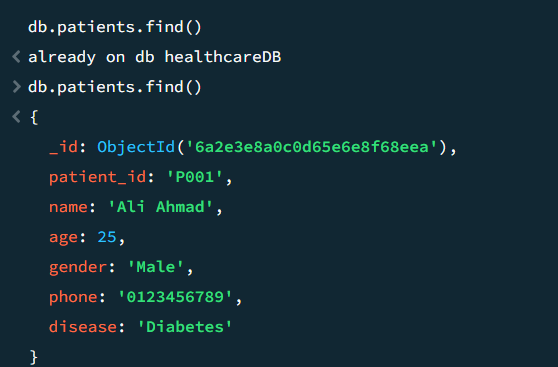 db.patients.find()
< already on db healthcareDB
> db.patients.find()
< {
_id: ObjectId('6a2e3e8a0c0d65e6e8f68eea'),
patient_id: 'P001',
name: 'Ali Ahmad',
age: 25,
gender: 'Male',
phone: '0123456789',
disease: 'Diabetes'
}